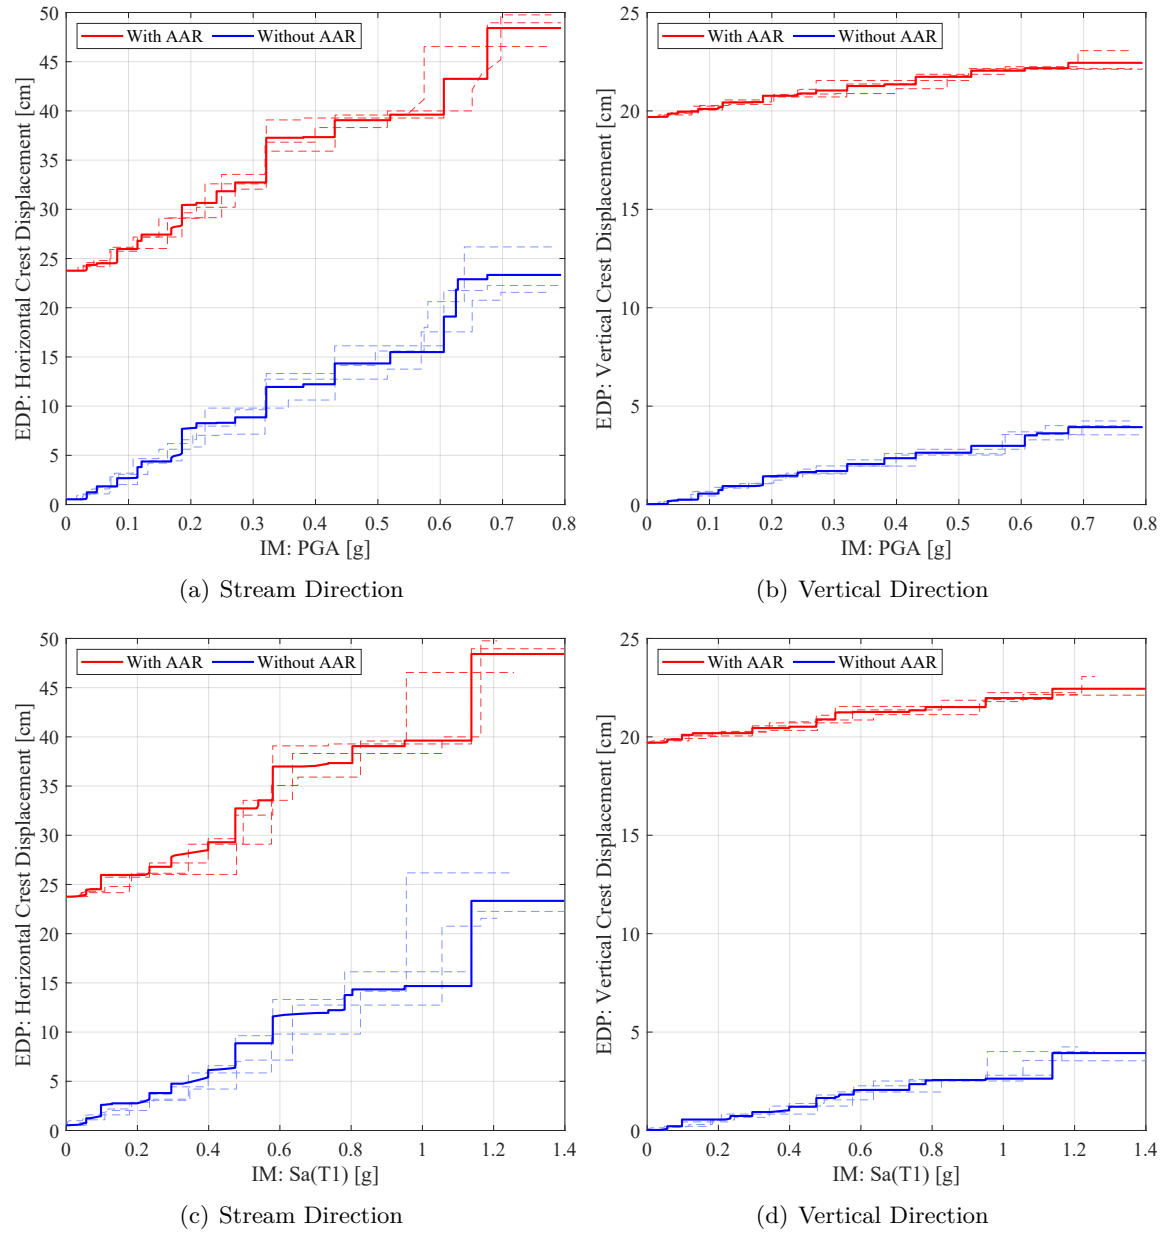 With AAR Without AAR
EDP: Horizontal Crest Displacement [cm]
50
45
40
35
30
25
20
15
10
5
0
0 0.1 0.2 0.3 0.4 0.5 0.6 0.7 0.8
IM: PGA [g]
(a) Stream Direction
With AAR Without AAR
EDP: Vertical Crest Displacement [cm]
25
20
15
10
5
0
0 0.1 0.2 0.3 0.4 0.5 0.6 0.7 0.8
IM: PGA [g]
(b) Vertical Direction
With AAR Without AAR
EDP: Horizontal Crest Displacement [cm]
50
45
40
35
30
25
20
15
10
5
0
0 0.2 0.4 0.6 0.8 1 1.2 1.4
IM: Sa(T1) [g]
(c) Stream Direction
With AAR Without AAR
EDP: Vertical Crest Displacement [cm]
25
20
15
10
5
0
0 0.2 0.4 0.6 0.8 1 1.2 1.4
IM: Sa(T1) [g]
(d) Vertical Direction